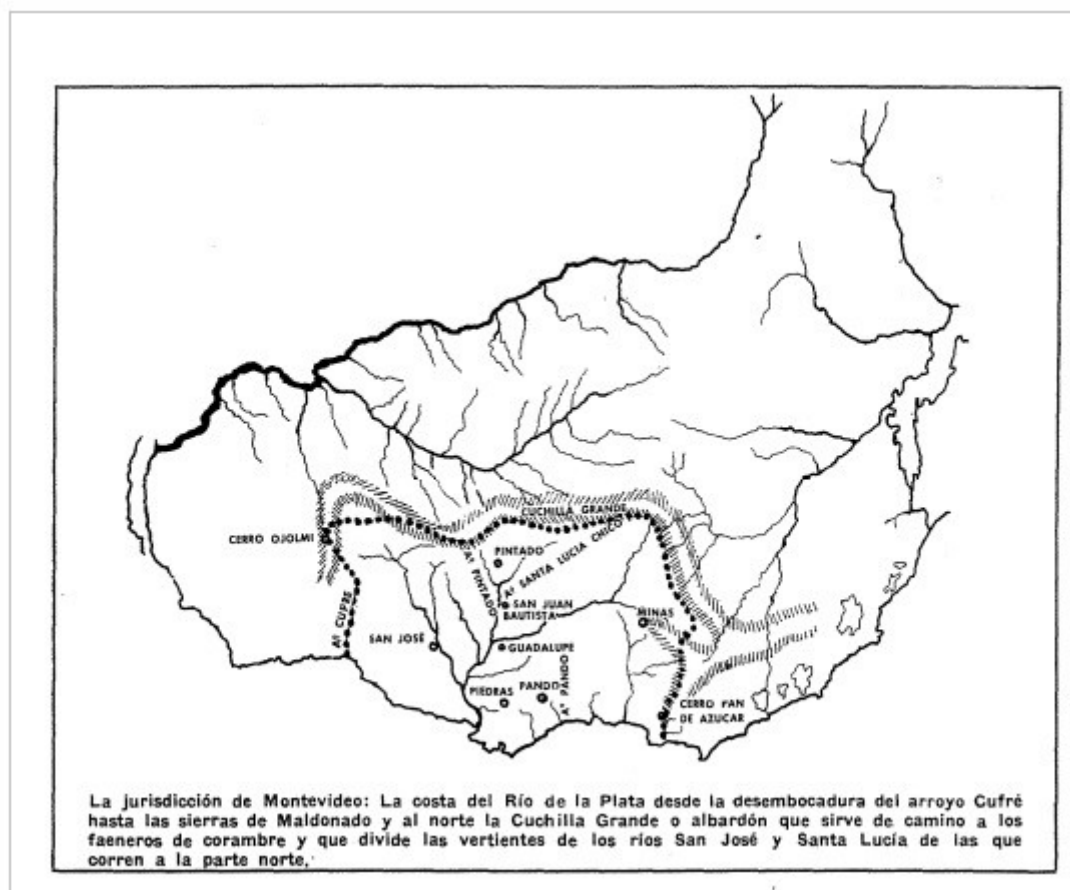 CUCHILLA GRANDE
CERRO OJOLMI
Aº PINTADO
PINTADO
Aº SANTA LUCIA CHICO
Aº CUFRE
SAN JUAN
BAUTISTA
MINAS
SAN JOSÉ
GUADALUPE
PIEDRAS
PANDO
Aº PANDO
CERRO PAN
DE AZUCAR
La jurisdicción de Montevideo: La costa del Río de la Plata desde la desembocadura del arroyo Cufré
hasta las sierras de Maldonado y al norte la Cuchilla Grande o albardón que sirve de camino a los
faeneros de corambre y que divide las vertientes de los ríos San José y Santa Lucía de las que
corren a la parte norte.